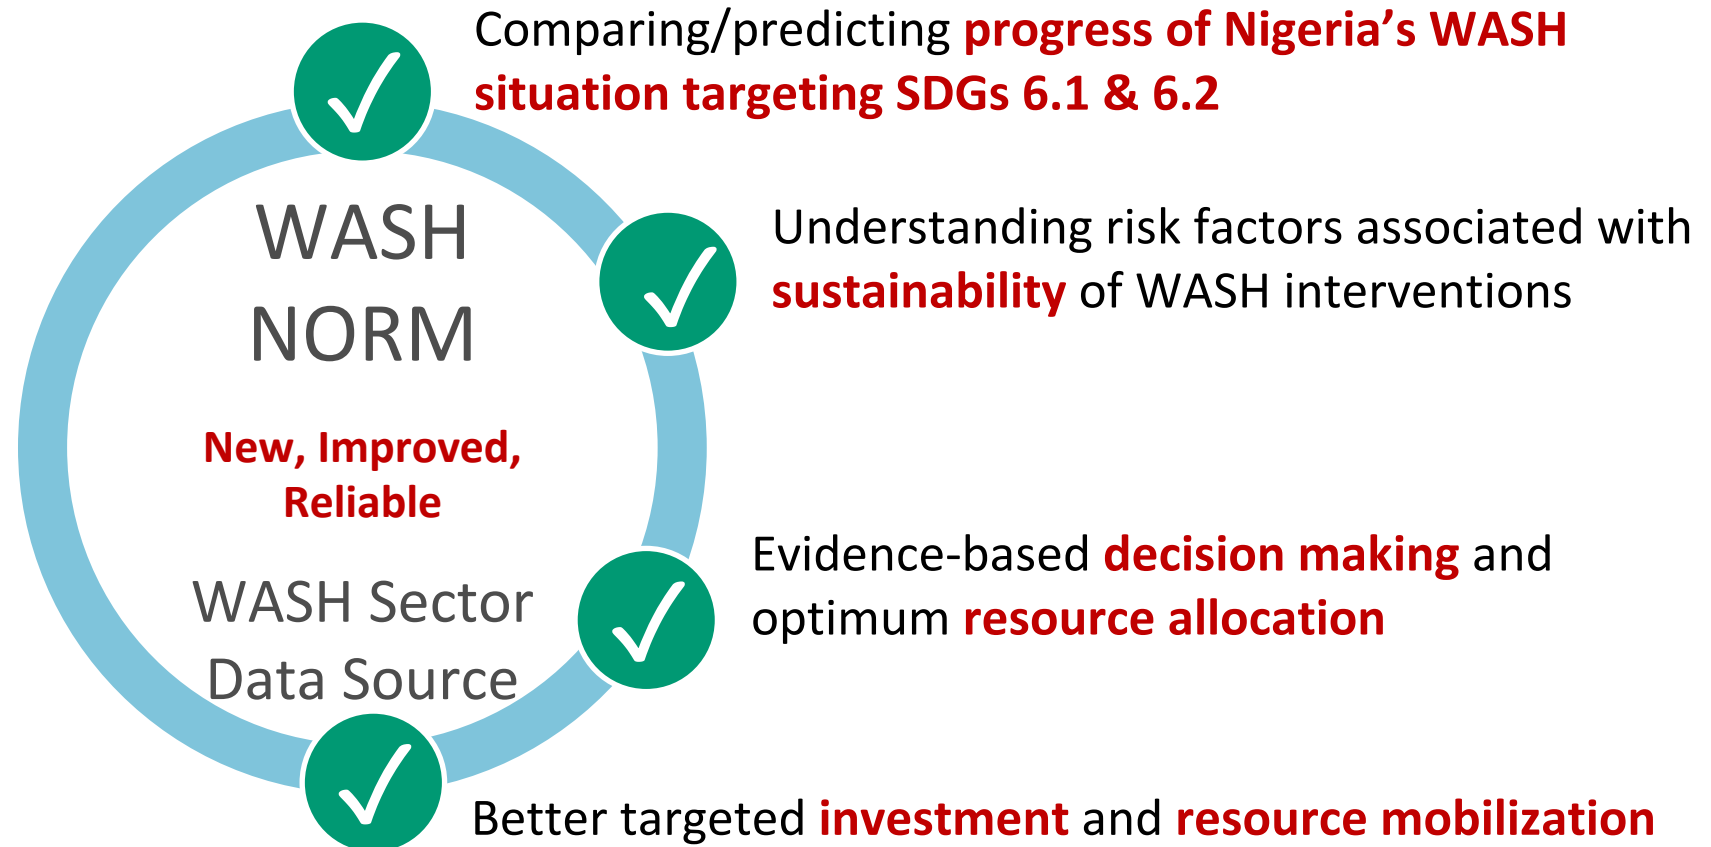 Comparing/predicting progress of Nigeria’s WASH
situation targeting SDGs 6.1 & 6.2
WASH
NORM
New, Improved,
Reliable
WASH Sector
Data Source
Understanding risk factors associated with
sustainability of WASH interventions
Evidence-based decision making and
optimum resource allocation
Better targeted investment and resource mobilization